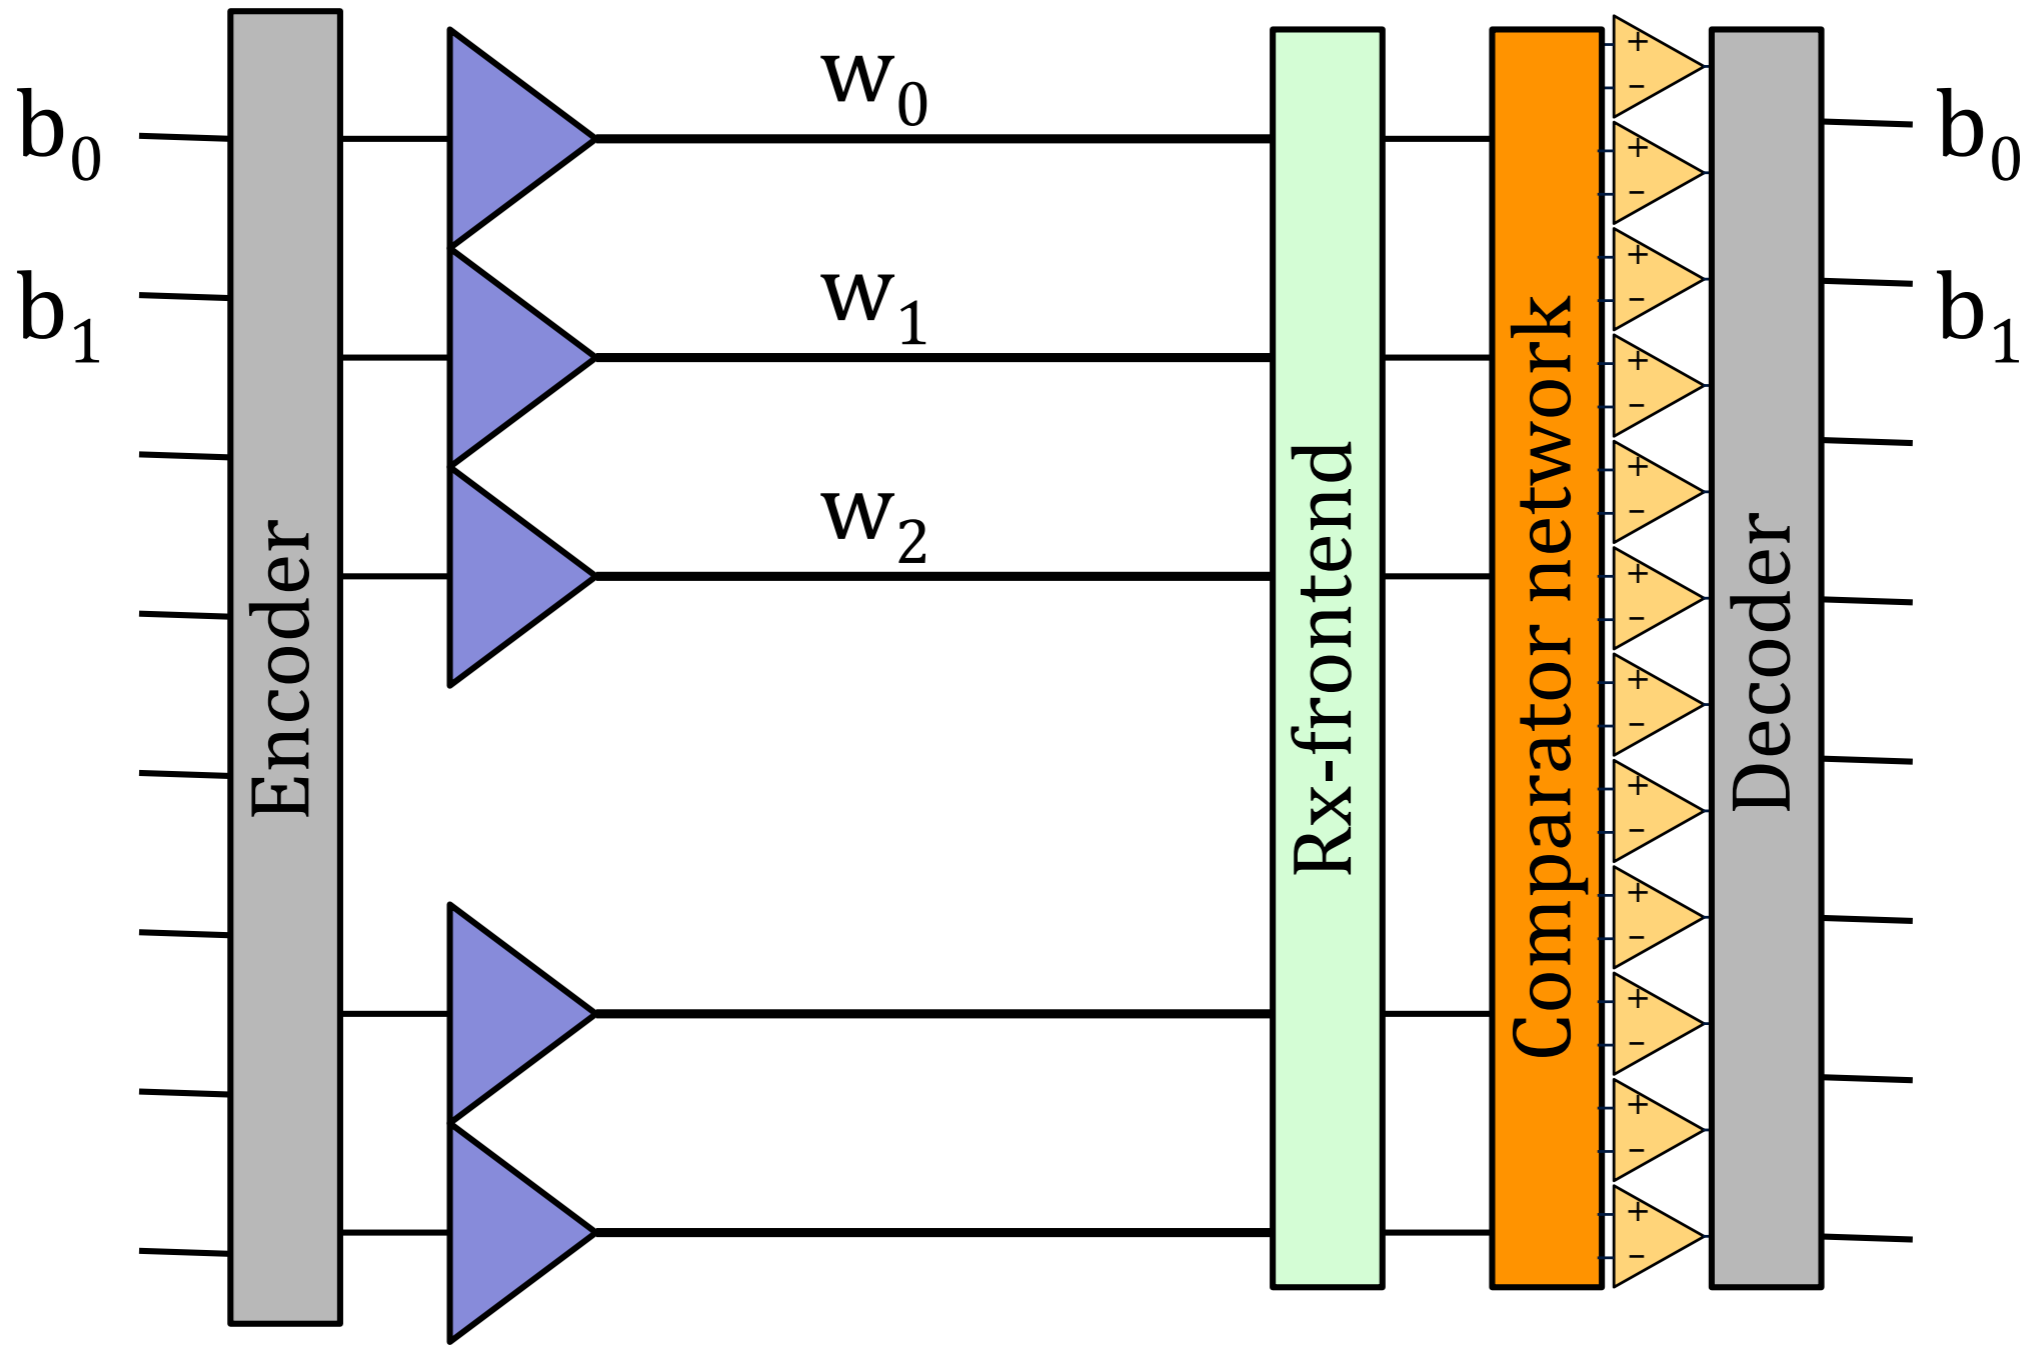 b0
b1
Encoder
w0
w1
w2
Rx-frontend
Comparator network
+
−
+
−
+
−
+
−
+
−
+
−
+
−
+
−
+
−
+
−
+
−
+
−
Decoder
b0
b1